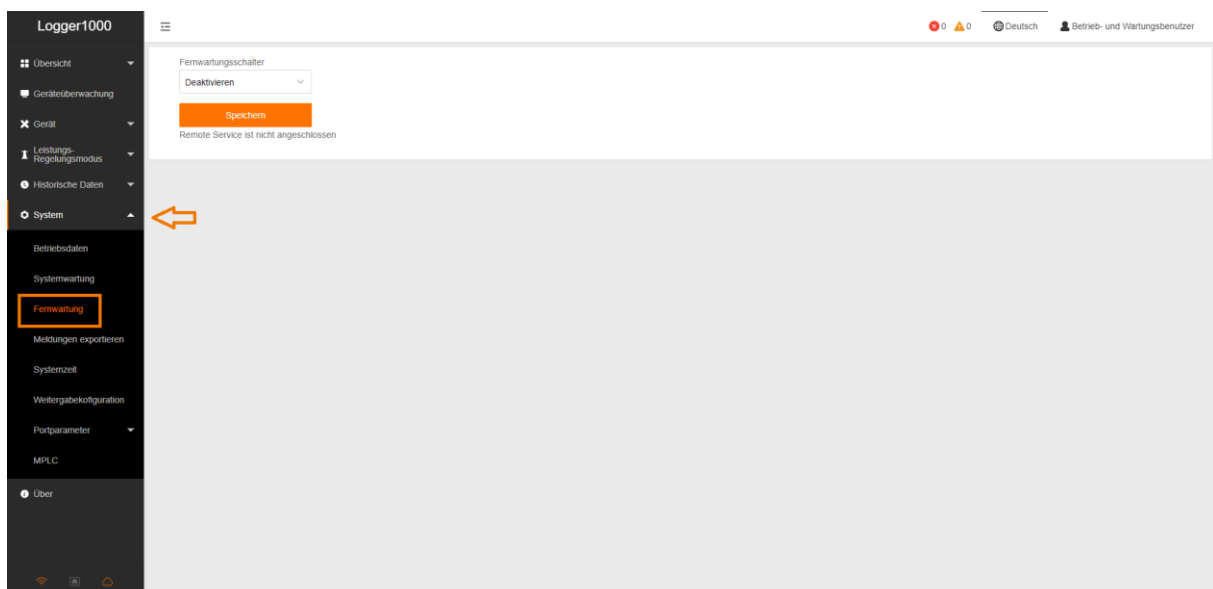 Logger1000
0 0 Deutsch Betrieb- und Wartungsbenutzer
Übersicht
Geräteüberwachung
Gerät
Leistungs-
Regelungsmodus
Historische Daten
System
Betriebsdaten
Systemwartung
Fernwartung
Meldungen exportieren
Systemzeit
Weitergabekofiguration
Portparameter
MPLC
Über
Fernwartungsschalter
Deaktivieren
Speichern
Remote Service ist nicht angeschlossen